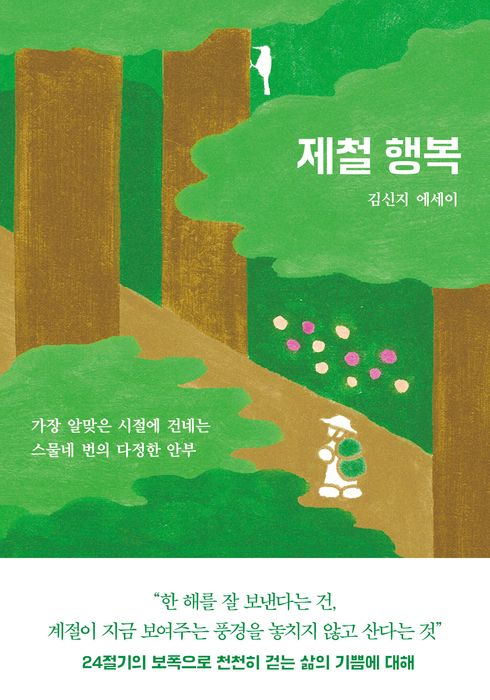 제철 행복
김신지 에세이
가장 알맞은 시절에 건네는
스물네 번의 다정한 안부
“한 해를 잘 보낸다는 건,
계절이 지금 보여주는 풍경을 놓치지 않고 산다는 것”
24절기의 보폭으로 천천히 걷는 삶의 기쁨에 대해